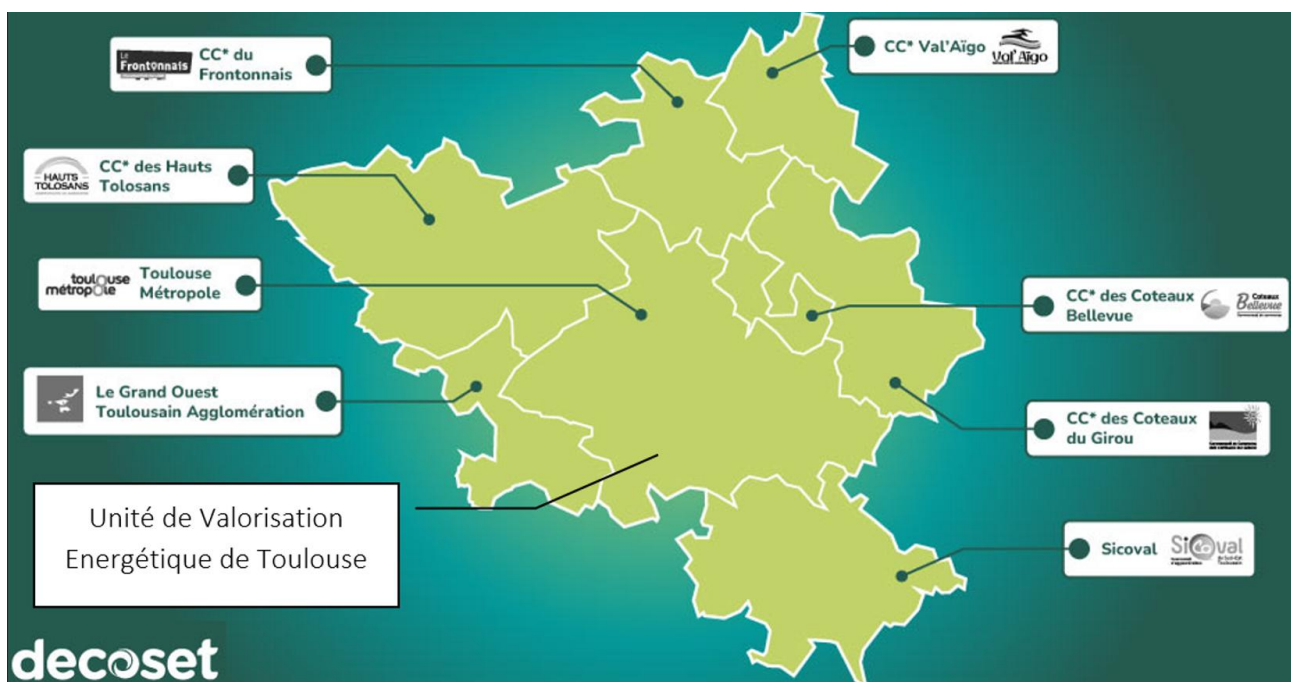 Le
Frontonnais
CC* du
Frontonnais
CC* Val'Aïgo
Val'Aïgo
HAUTS
TOLOSANS
CC* des Hauts
Tolosans
toulouse
métropole
Toulouse
Métropole
CC* des Coteaux
Bellevue
Coteaux
Bellevue
Le Grand Ouest
Toulousain Agglomération
CC* des Coteaux
du Girou
Unité de Valorisation
Energétique de Toulouse
Sicoval
Sicoval
decoset